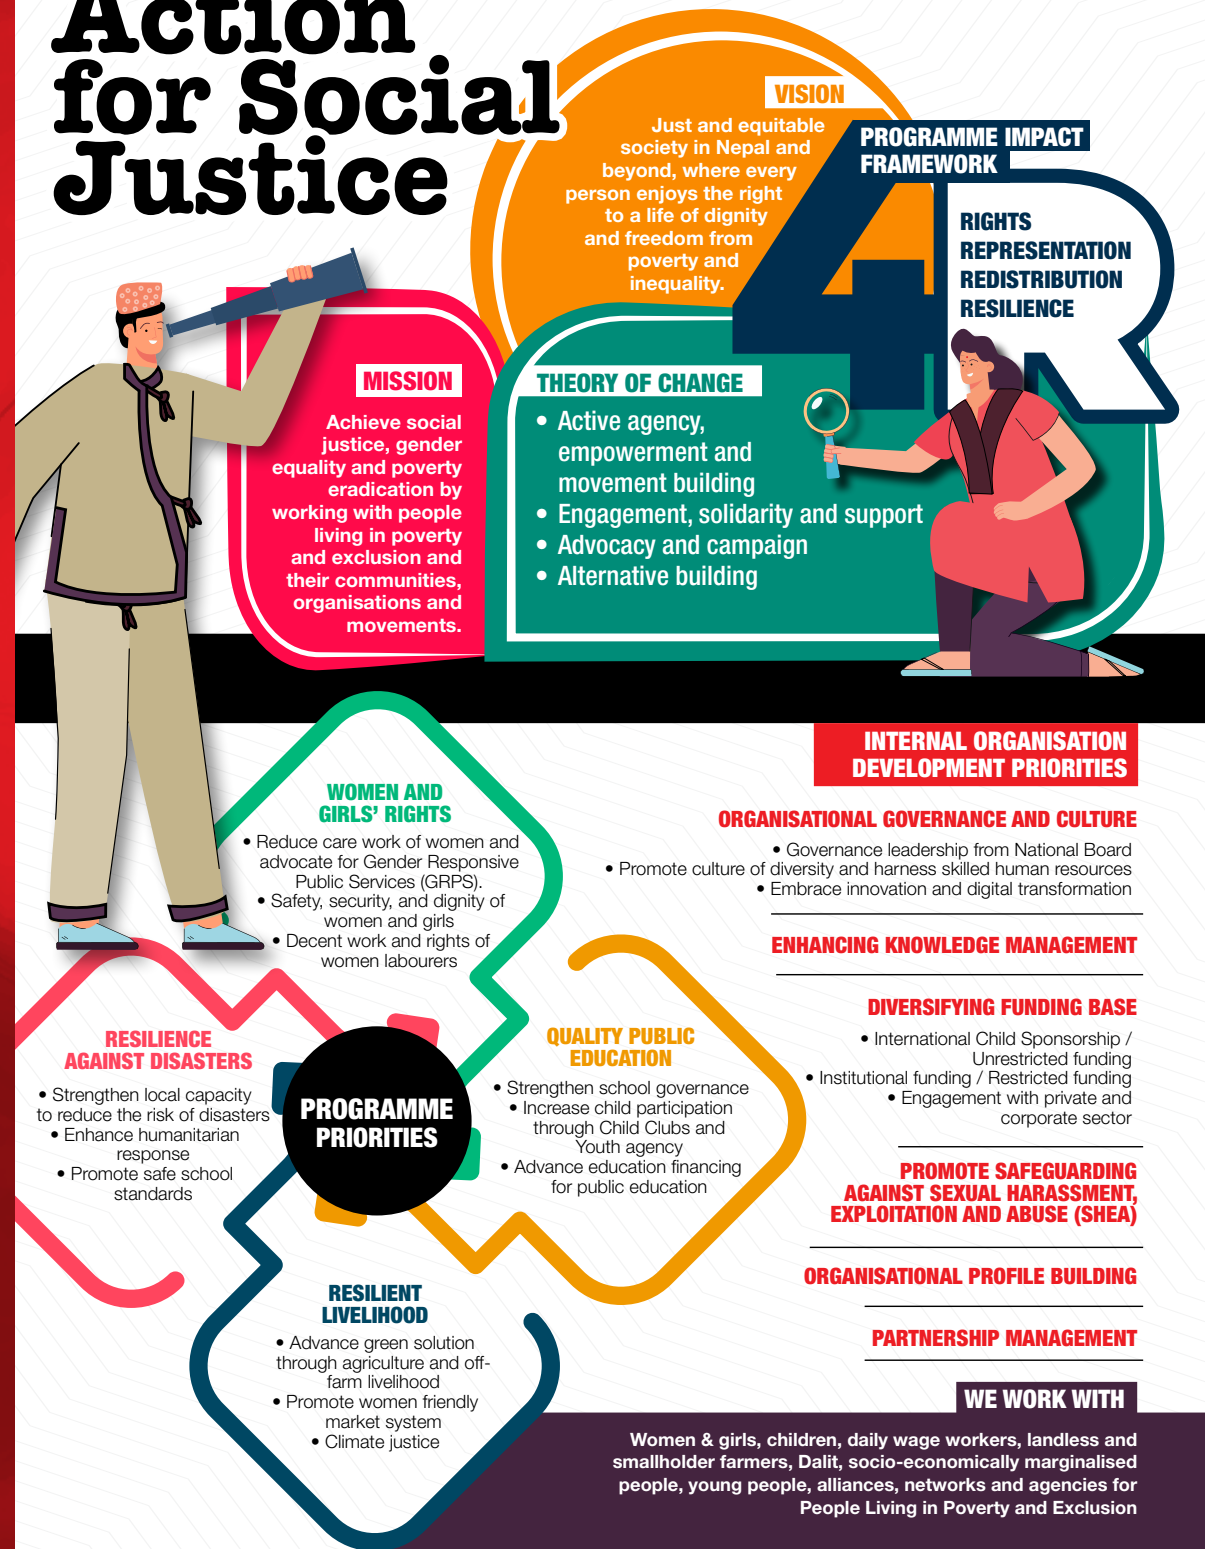 Action
for Social
Justice
VISION
Just and equitable
society in Nepal and
beyond, where every
person enjoys the right
to a life of dignity
and freedom from
poverty and
inequality.
PROGRAMME IMPACT
FRAMEWORK
4R
RIGHTS
REPRESENTATION
REDISTRIBUTION
RESILIENCE
MISSION
Achieve social
justice, gender
equality and poverty
eradication by
working with people
living in poverty
and exclusion and
their communities,
organisations and
movements.
THEORY OF CHANGE
• Active agency,
empowerment and
movement building
• Engagement, solidarity and support
• Advocacy and campaign
• Alternative building
WOMEN AND
GIRLS' RIGHTS
• Reduce care work of women and
advocate for Gender Responsive
Public Services (GRPS).
• Safety, security, and dignity of
women and girls
• Decent work and rights of
women labourers
RESILIENCE
AGAINST DISASTERS
• Strengthen local capacity
to reduce the risk of disasters
• Enhance humanitarian
response
• Promote safe school
standards
PROGRAMME
PRIORITIES
QUALITY PUBLIC
EDUCATION
• Strengthen school governance
• Increase child participation
through Child Clubs and
Youth agency
• Advance education financing
for public education
RESILIENT
LIVELIHOOD
• Advance green solution
through agriculture and off-
farm livelihood
• Promote women friendly
market system
• Climate justice
INTERNAL ORGANISATION
DEVELOPMENT PRIORITIES
ORGANISATIONAL GOVERNANCE AND CULTURE
• Governance leadership from National Board
• Promote culture of diversity and harness skilled human resources
• Embrace innovation and digital transformation
ENHANCING KNOWLEDGE MANAGEMENT
DIVERSIFYING FUNDING BASE
• International Child Sponsorship /
Unrestricted funding
• Institutional funding / Restricted funding
• Engagement with private and
corporate sector
PROMOTE SAFEGUARDING
AGAINST SEXUAL HARASSMENT,
EXPLOITATION AND ABUSE (SHEA)
ORGANISATIONAL PROFILE BUILDING
PARTNERSHIP MANAGEMENT
WE WORK WITH
Women & girls, children, daily wage workers, landless and
smallholder farmers, Dalit, socio-economically marginalised
people, young people, alliances, networks and agencies for
People Living in Poverty and Exclusion